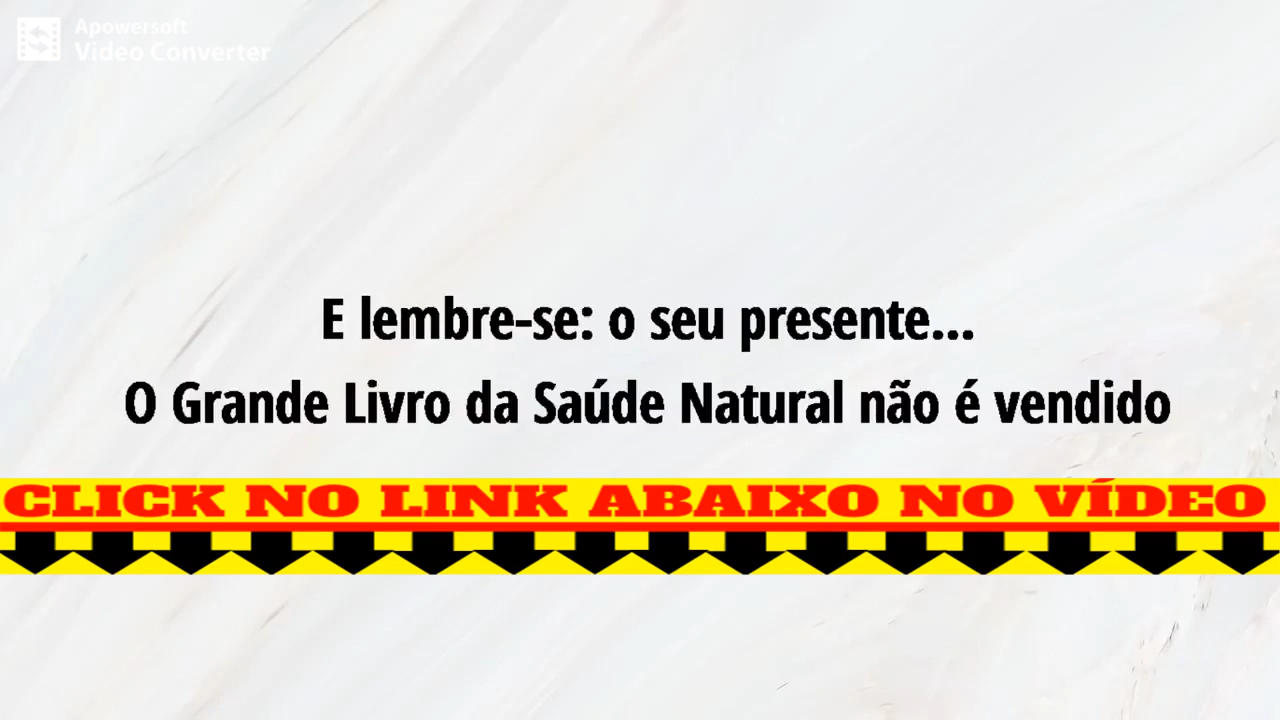 Apowersoft
Video Converter
E lembre-se: o seu presente...
O Grande Livro da Saúde Natural não é vendido
CLICK NO LINK ABAIXO NO VÍDEO